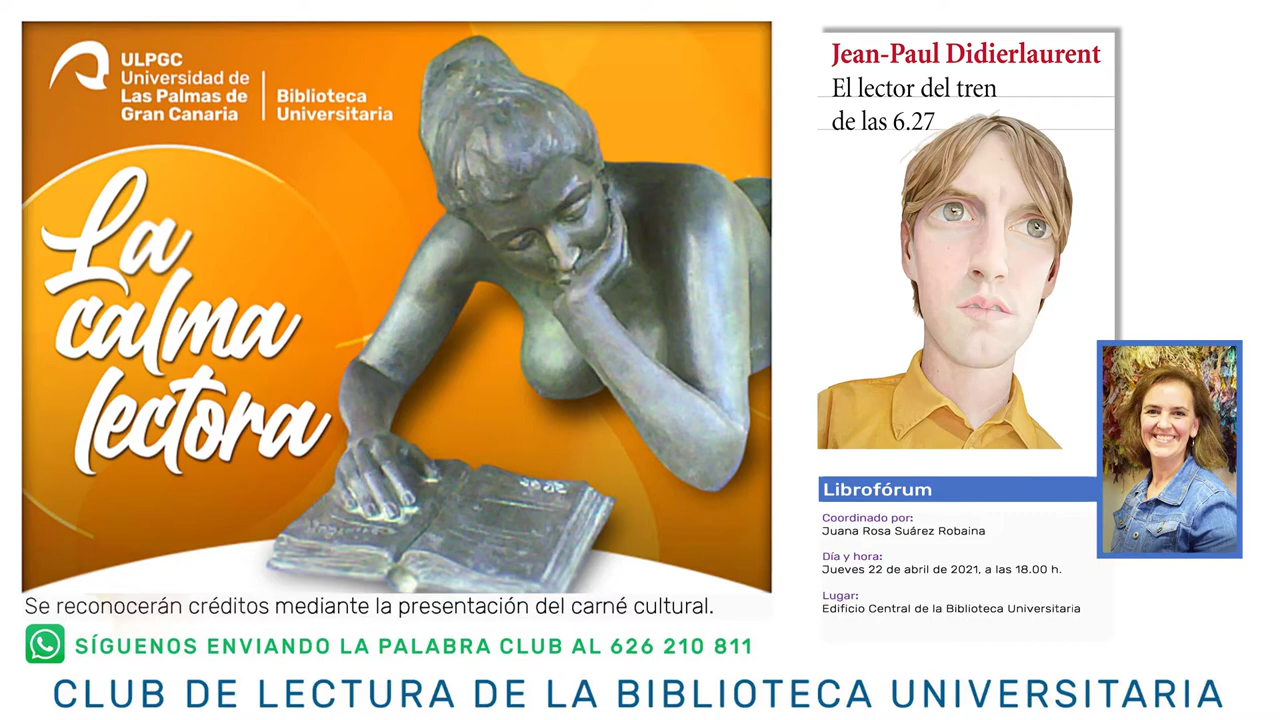 ULPGC
Universidad de
Las Palmas de
Gran Canaria
Biblioteca
Universitaria
La
calma
lectora
Se reconocerán créditos mediante la presentación del carné cultural.
SÍGUENOS ENVIANDO LA PALABRA CLUB AL 626 210 811
Jean-Paul Didierlaurent
El lector del tren
de las 6.27
Librofórum
Coordinado por:
Juana Rosa Suárez Robaina
Día y hora:
Jueves 22 de abril de 2021, a las 18.00 h.
Lugar:
Edificio Central de la Biblioteca Universitaria
CLUB DE LECTURA DE LA BIBLIOTECA UNIVERSITARIA